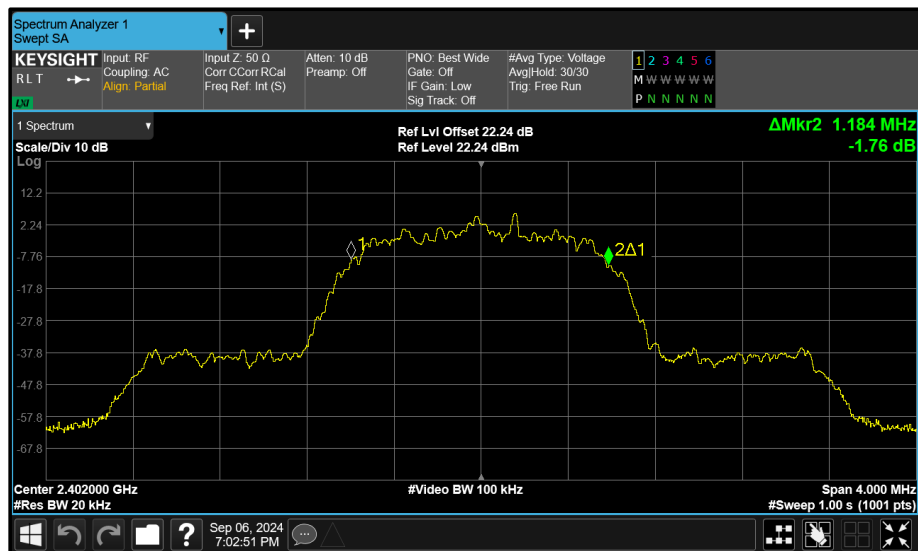 Spectrum Analyzer 1
Swept SA
+
KEYSIGHT
R L T
LXI
Input: RF
Coupling: AC
Align: Partial
Input Z: 50 Ω
Corr CCorr RCal
Freq Ref: Int (S)
Atten: 10 dB
Preamp: Off
PNO: Best Wide
Gate: Off
IF Gain: Low
Sig Track: Off
#Avg Type: Voltage
Avg|Hold: 30/30
Trig: Free Run
1 2 3 4 5 6
M W W W W W
P N N N N N
1 Spectrum
Scale/Div 10 dB
Ref Lvl Offset 22.24 dB
Ref Level 22.24 dBm
ΔMkr2 1.184 MHz
-1.76 dB
Log
12.2
2.24
-7.76
-17.8
-27.8
-37.8
-47.8
-57.8
-67.8
1
2Δ1
Center 2.402000 GHz
#Res BW 20 kHz
#Video BW 100 kHz
Span 4.000 MHz
#Sweep 1.00 s (1001 pts)
?
Sep 06, 2024
7:02:51 PM